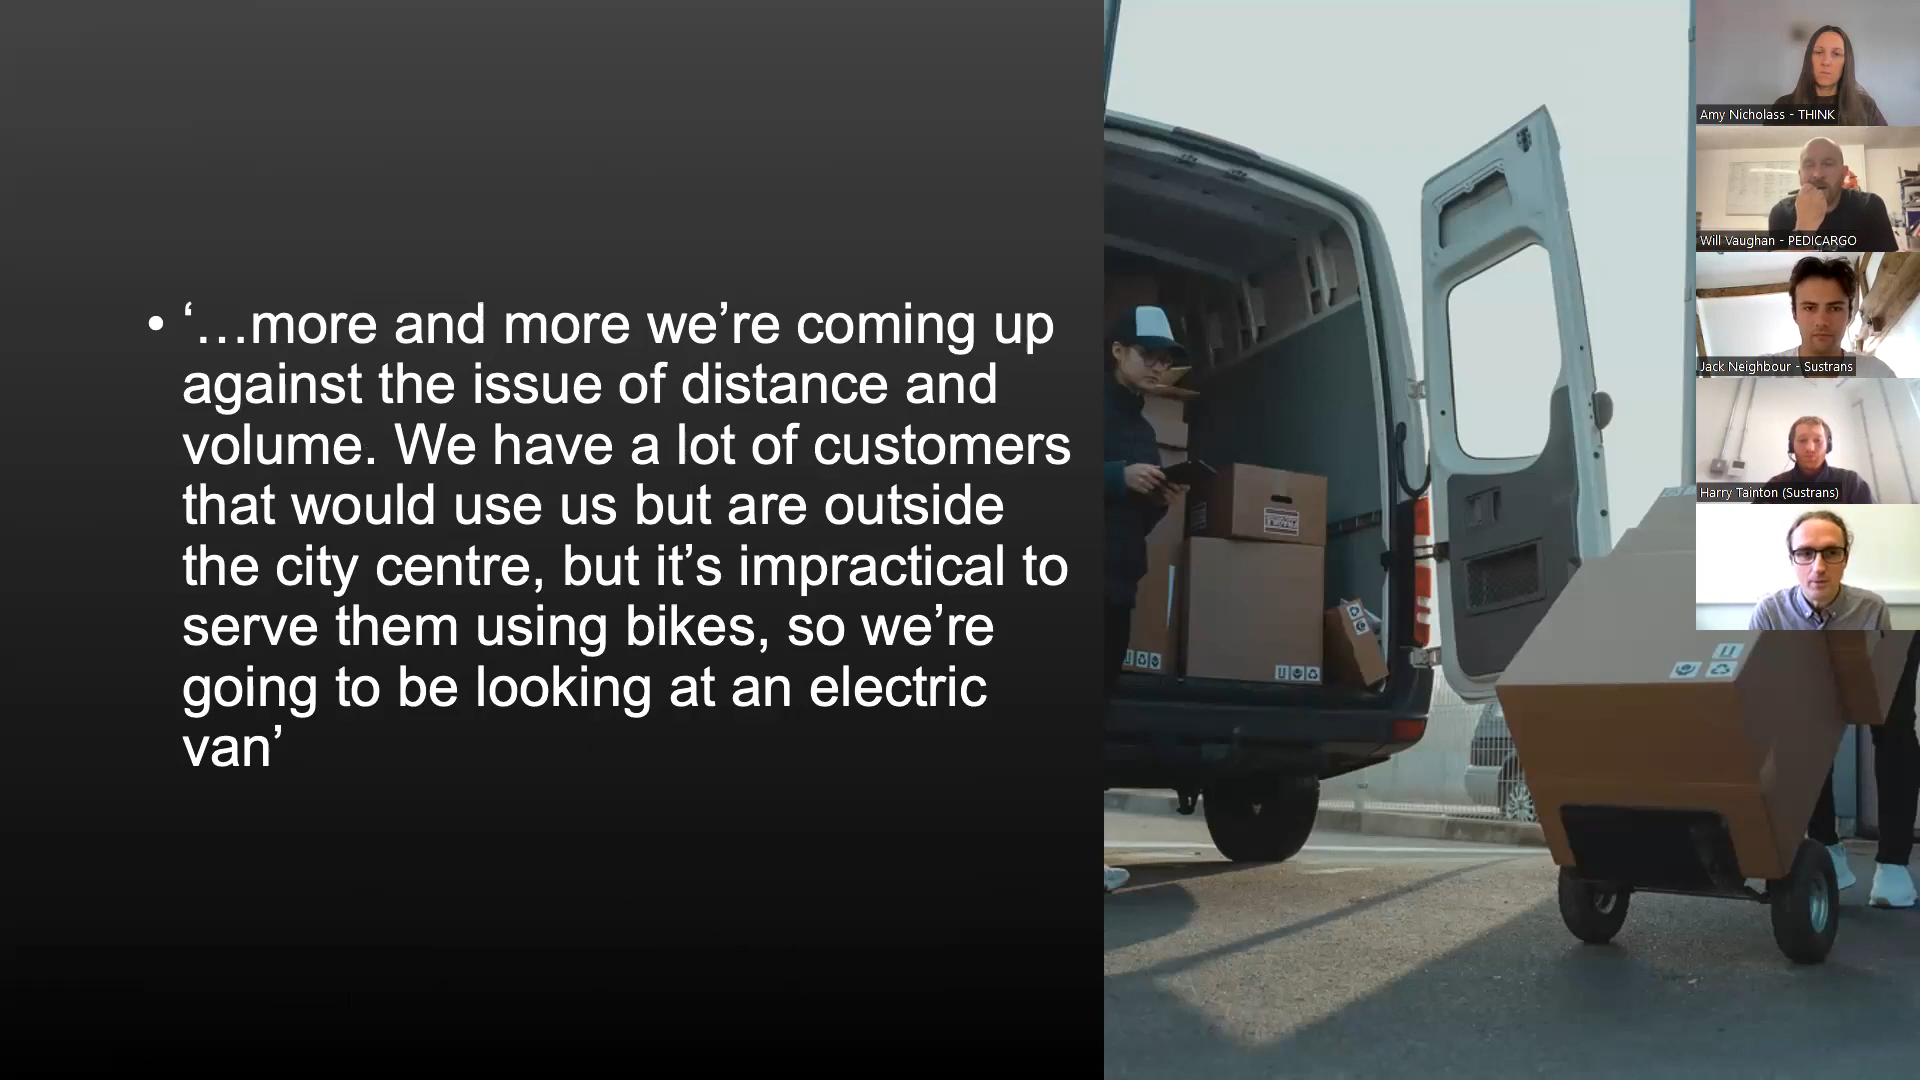 • ‘…more and more we’re coming up
against the issue of distance and
volume. We have a lot of customers
that would use us but are outside
the city centre, but it’s impractical to
serve them using bikes, so we’re
going to be looking at an electric
van’
Amy Nicholass - THINK
Will Vaughan - PEDICARGO
Jack Neighbour - Sustrans
Harry Tainton (Sustrans)